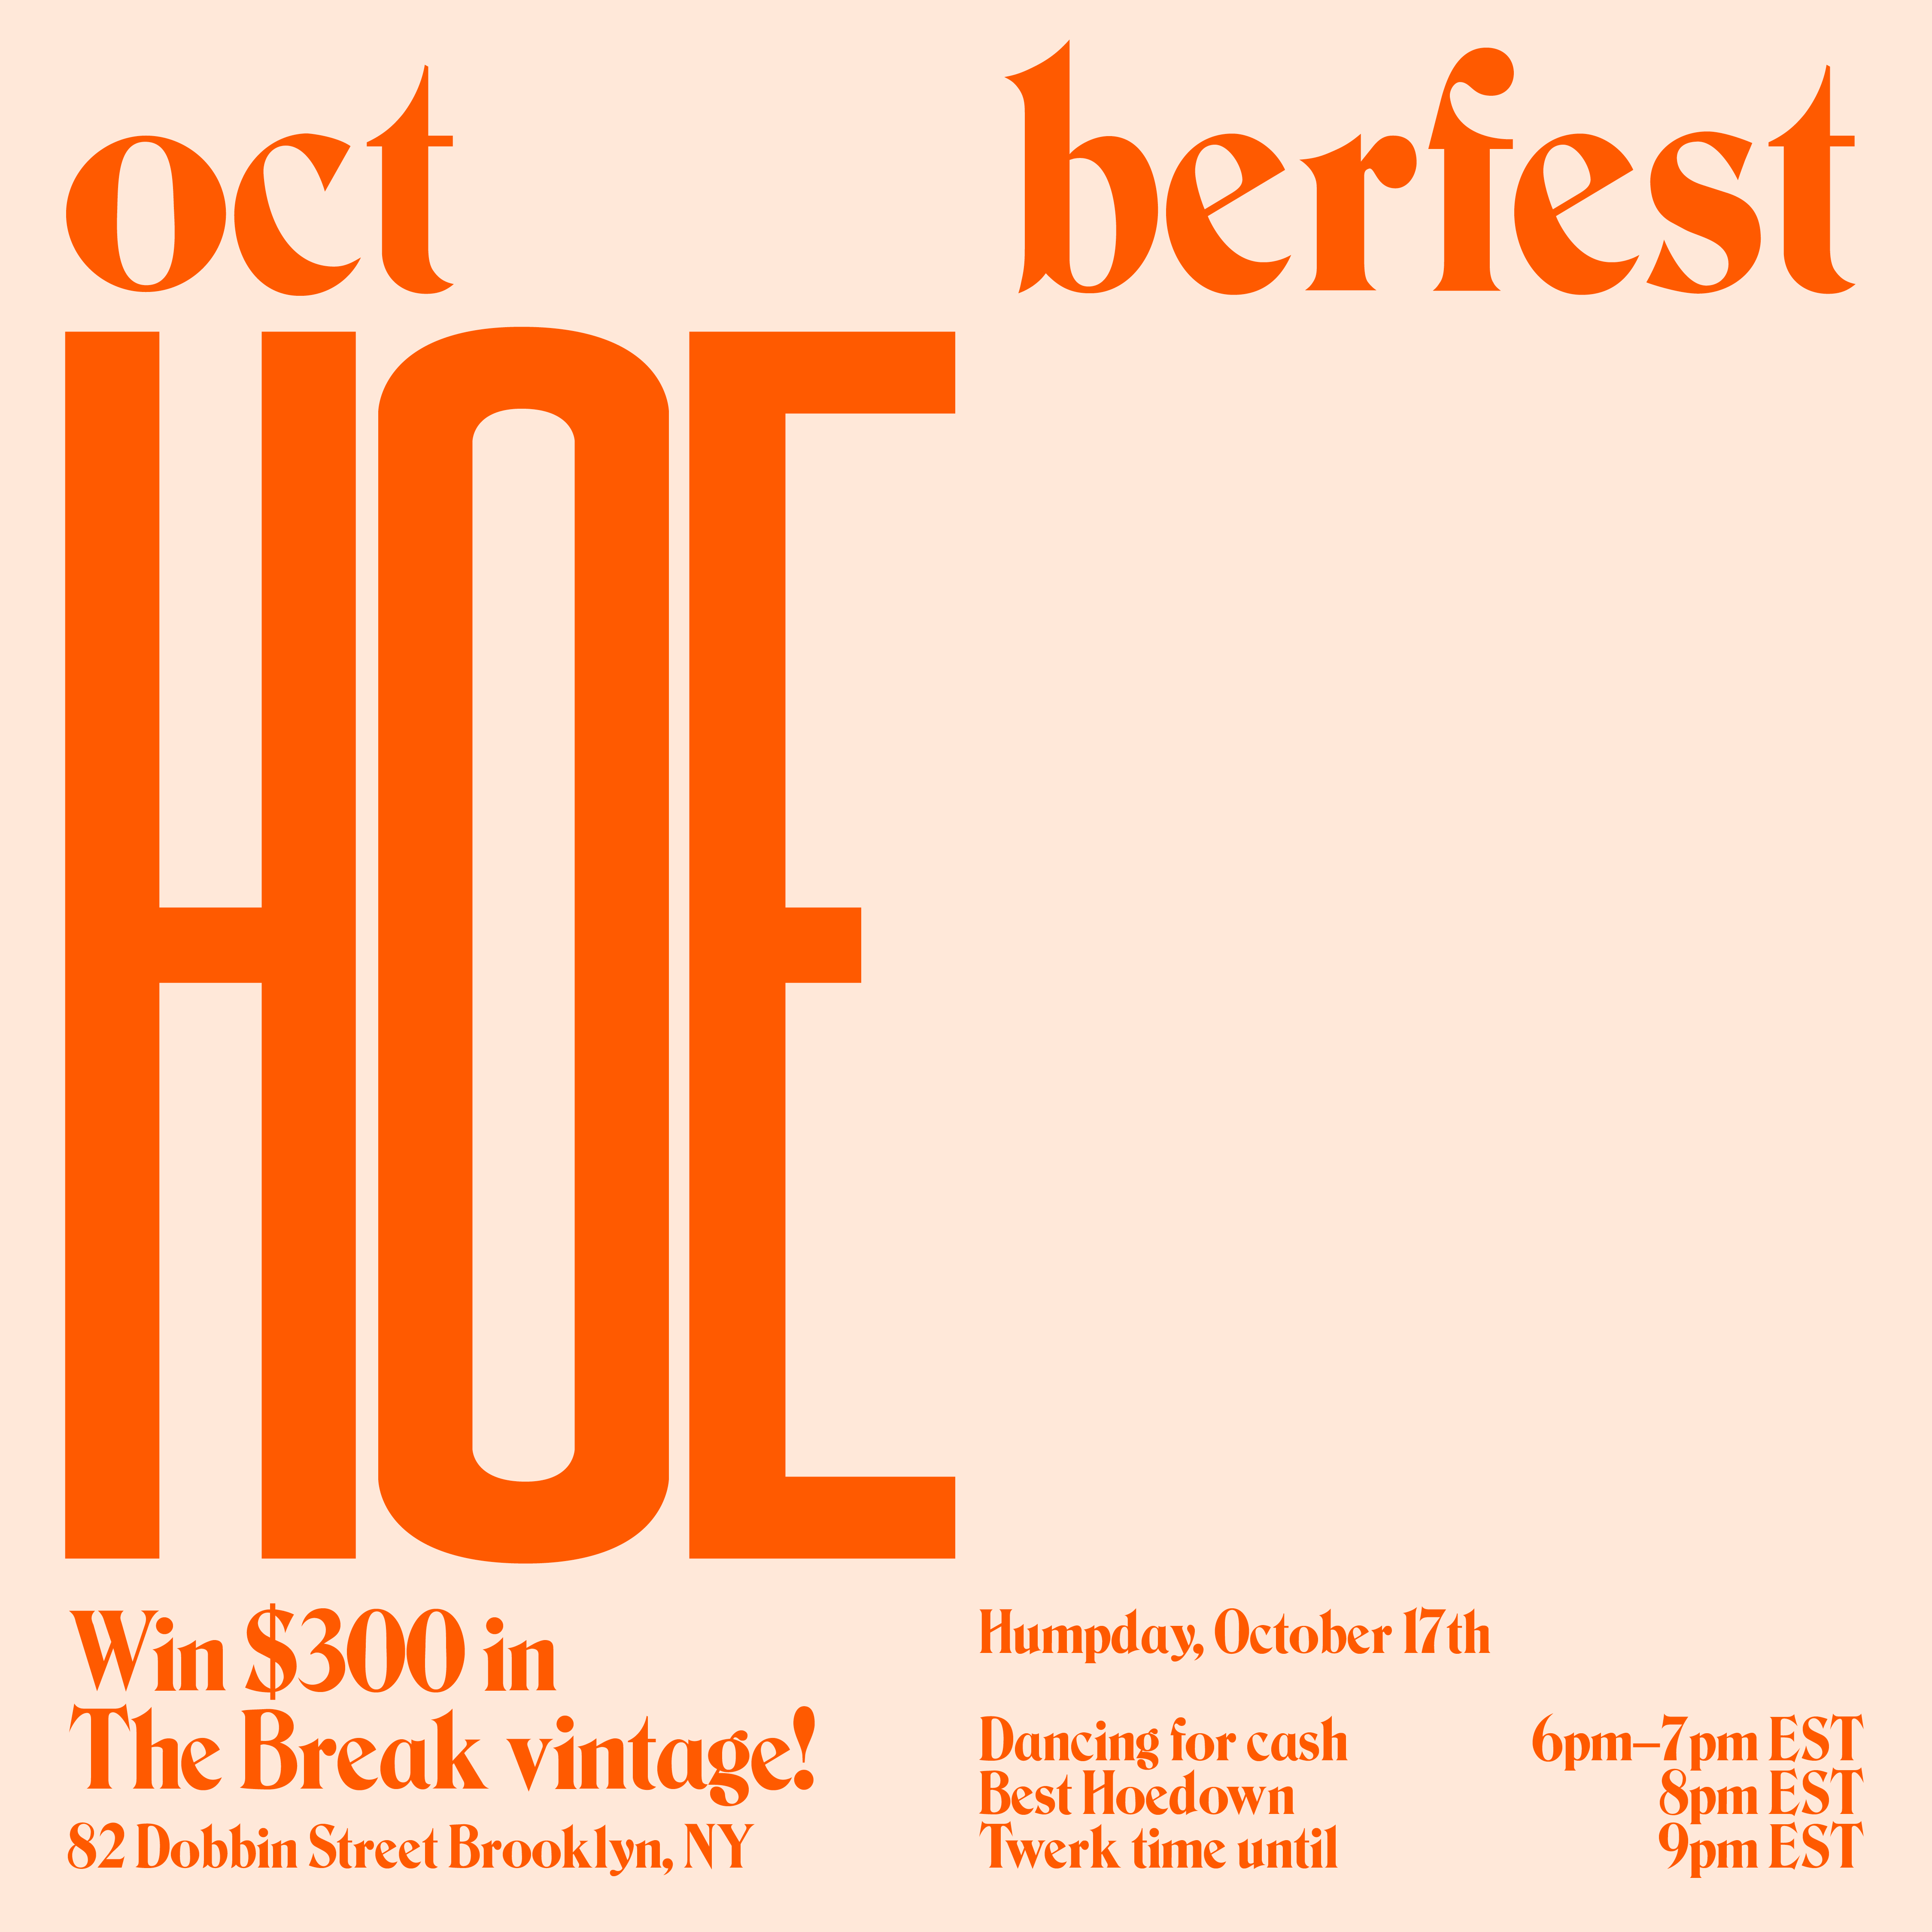 oct berfest
HOE
Win $300 in
The Break vintage!
82 Dobbin Street Brooklyn, NY
Humpday, October 17th
Dancing for cash 6pm—7pm EST
Best Hoedown 8pm EST
Twerk time until 9pm EST